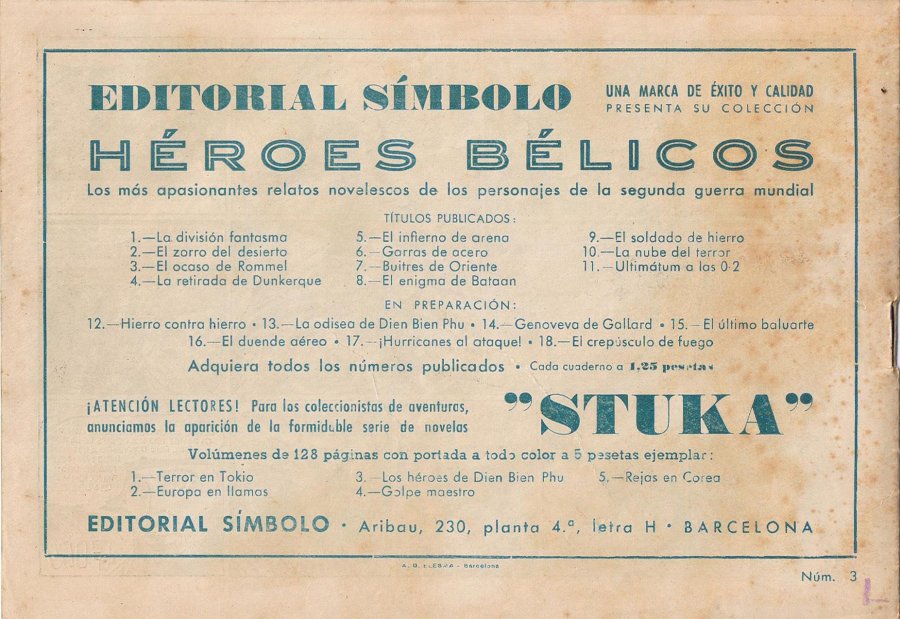 EDITORIAL SÍMBOLO
UNA MARCA DE ÉXITO Y CALIDAD
PRESENTA SU COLECCIÓN
HÉROES BÉLICOS
Los más apasionantes relatos novelescos de los personajes de la segunda guerra mundial
TÍTULOS PUBLICADOS:
1.—La división fantasma
2.—El zorro del desierto
3.—El ocaso de Rommel
4.—La retirada de Dunkerque
5.—El infierno de arena
6.—Garras de acero
7.—Buitres de Oriente
8.—El enigma de Bataan
9.—El soldado de hierro
10.—La nube del terror
11.—Ultimátum a las 0-2
EN PREPARACIÓN:
12.—Hierro contra hierro • 13.—La odisea de Dien Bien Phu • 14.—Genoveva de Gallard • 15.—El último baluarte
16.—El duende aéreo • 17.—¡Hurricanes al ataque! • 18.—El crepúsculo de fuego
Adquiera todos los números publicados • Cada cuaderno a 1.25 pesetas
¡ATENCIÓN LECTORES! Para los coleccionistas de aventuras,
anunciamos la aparición de la formidable serie de novelas
"STUKA"
Volúmenes de 128 páginas con portada a todo color a 5 pesetas ejemplar:
1.—Terror en Tokio
2.—Europa en llamas
3.—Los héroes de Dien Bien Phu
4.—Golpe maestro
5.—Rejas en Corea
EDITORIAL SÍMBOLO • Aribau, 230, planta 4.ª, letra H • BARCELONA
Barcelona
Núm. 3